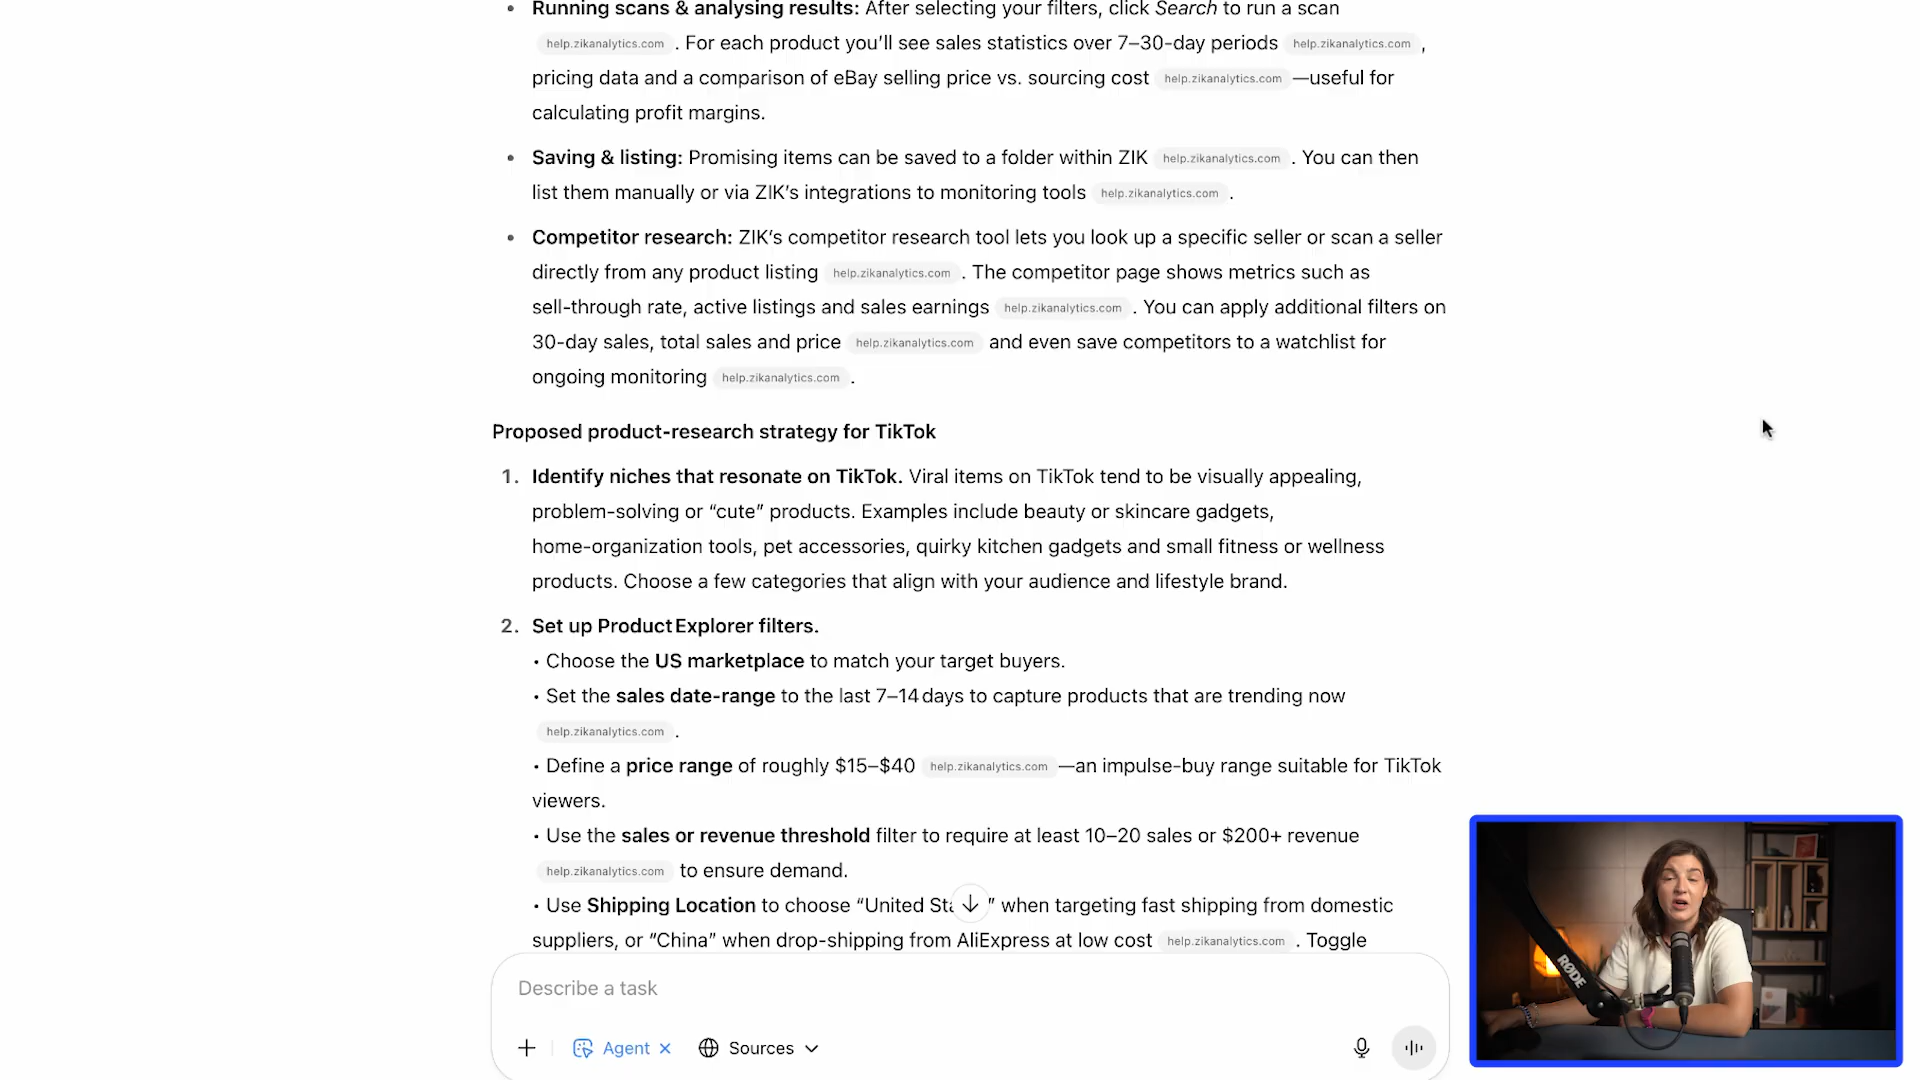 • Running scans & analysing results: After selecting your filters, click Search to run a scan
help.zikanalytics.com . For each product you’ll see sales statistics over 7–30-day periods help.zikanalytics.com ,
pricing data and a comparison of eBay selling price vs. sourcing cost help.zikanalytics.com —useful for
calculating profit margins.
• Saving & listing: Promising items can be saved to a folder within ZIK help.zikanalytics.com . You can then
list them manually or via ZIK’s integrations to monitoring tools help.zikanalytics.com .
• Competitor research: ZIK’s competitor research tool lets you look up a specific seller or scan a seller
directly from any product listing help.zikanalytics.com . The competitor page shows metrics such as
sell-through rate, active listings and sales earnings help.zikanalytics.com . You can apply additional filters on
30-day sales, total sales and price help.zikanalytics.com and even save competitors to a watchlist for
ongoing monitoring help.zikanalytics.com .
Proposed product-research strategy for TikTok
1. Identify niches that resonate on TikTok. Viral items on TikTok tend to be visually appealing,
problem-solving or “cute” products. Examples include beauty or skincare gadgets,
home-organization tools, pet accessories, quirky kitchen gadgets and small fitness or wellness
products. Choose a few categories that align with your audience and lifestyle brand.
2. Set up Product Explorer filters.
• Choose the US marketplace to match your target buyers.
• Set the sales date-range to the last 7–14 days to capture products that are trending now
help.zikanalytics.com .
• Define a price range of roughly $15–$40 help.zikanalytics.com —an impulse-buy range suitable for TikTok
viewers.
• Use the sales or revenue threshold filter to require at least 10–20 sales or $200+ revenue
help.zikanalytics.com to ensure demand.
• Use Shipping Location to choose “United Sta ” when targeting fast shipping from domestic
suppliers, or “China” when drop-shipping from AliExpress at low cost help.zikanalytics.com . Toggle
Describe a task
Agent
Sources
RØDE